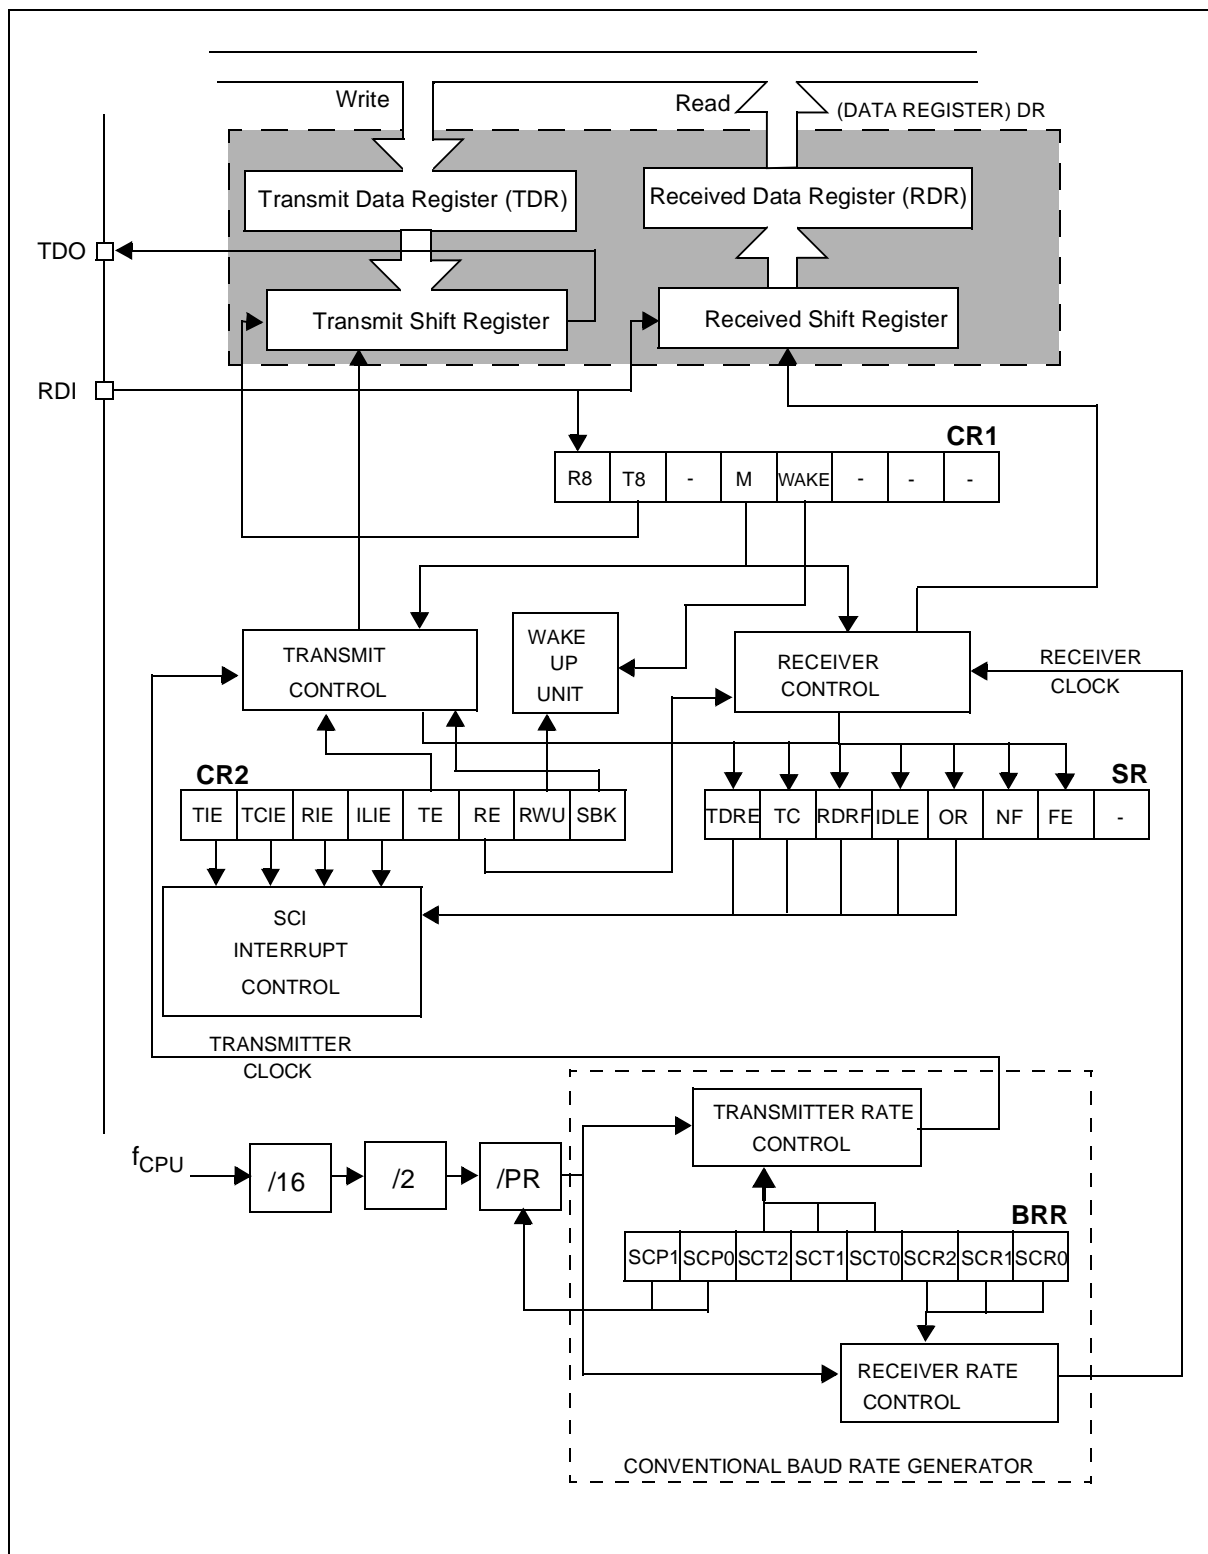 Write
Read
(DATA REGISTER) DR
Transmit Data Register (TDR)
Received Data Register (RDR)
TDO
Transmit Shift Register
Received Shift Register
RDI
CR1
R8 T8 - M WAKE - - -
TRANSMIT
CONTROL
WAKE
UP
UNIT
RECEIVER
CONTROL
RECEIVER
CLOCK
CR2
TIE TCIE RIE ILIE TE RE RWU SBK
SR
TDRE TC RDRF IDLE OR NF FE -
SCI
INTERRUPT
CONTROL
TRANSMITTER
CLOCK
TRANSMITTER RATE
CONTROL
fCPU
/16
/2
/PR
BRR
SCP1 SCP0 SCT2 SCT1 SCT0 SCR2 SCR1 SCR0
RECEIVER RATE
CONTROL
CONVENTIONAL BAUD RATE GENERATOR